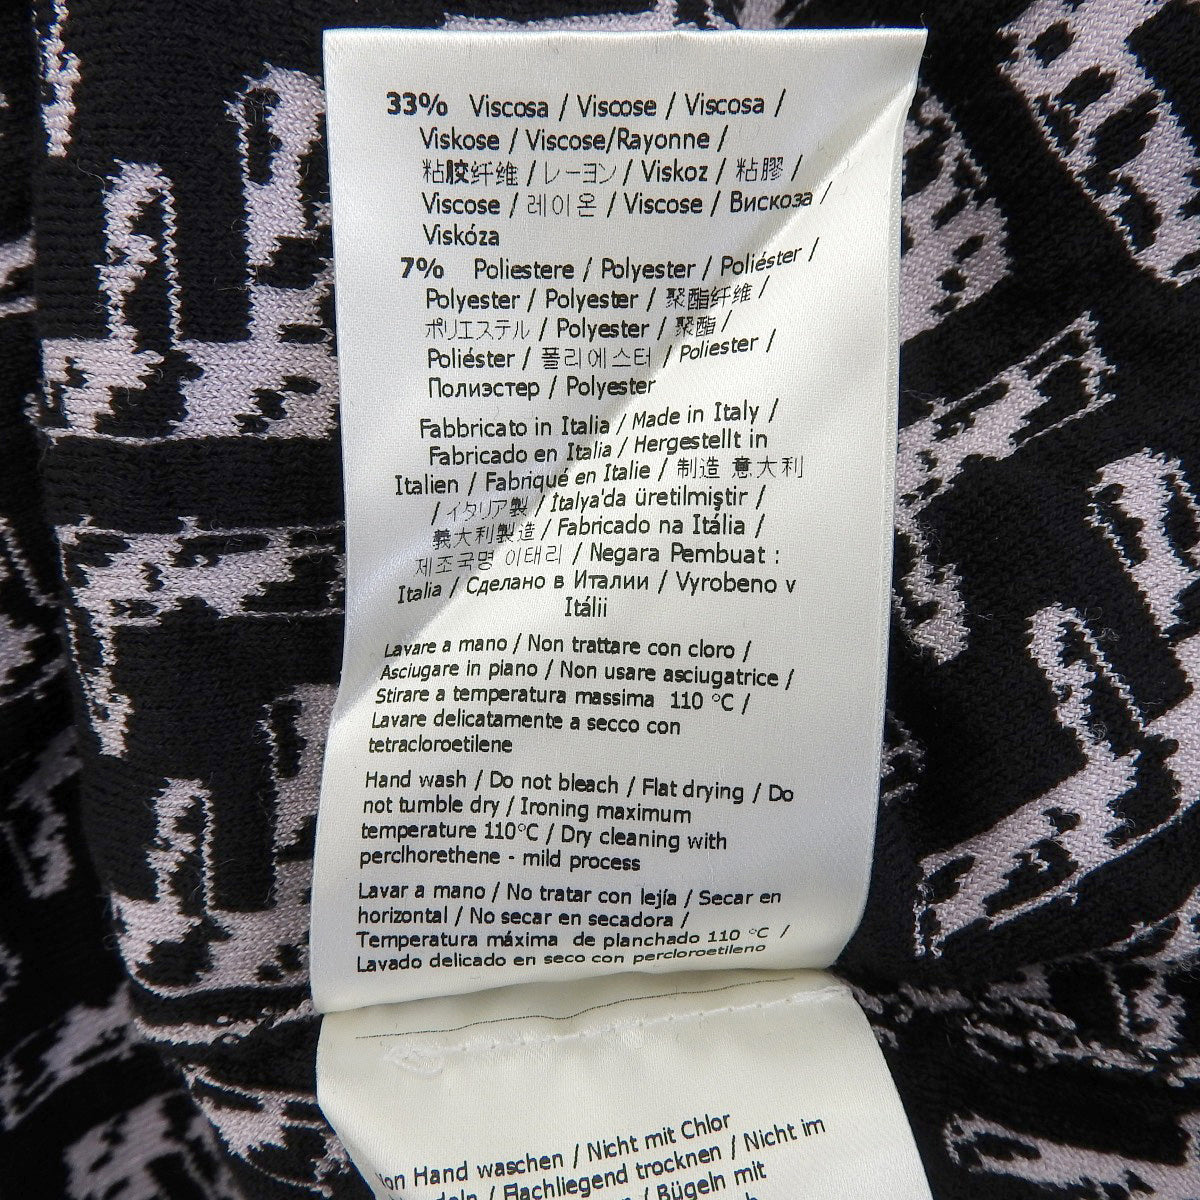 33% Viscosa / Viscose / Viscosa /
Viskose / Viscose/Rayonne /
粘胶纤维 / レーヨン / Viskoz / 粘膠 /
Viscose / 레이온 / Viscose / Вискоза /
Viskóza
7% Poliestere / Polyester / Poliéster /
Polyester / Polyester / 聚酯纤维 /
ポリエステル / Polyester / 聚酯 /
Poliéster / 폴리에스터 / Poliester /
Полиэстер / Polyester
Fabbricato in Italia / Made in Italy /
Fabricado en Italia / Hergestellt in
Italien / Fabriqué en Italie / 制造 意大利
/ イタリア製 / İtalya'da üretilmiştir /
義大利製造 / Fabricado na Itália /
제조국명 이태리 / Negara Pembuat :
Italia / Сделано в Италии / Vyrobeno v
Itálii
Lavare a mano / Non trattare con cloro /
Asciugare in piano / Non usare asciugatrice /
Stirare a temperatura massima 110 °C /
Lavare delicatamente a secco con
tetracloroetilene
Hand wash / Do not bleach / Flat drying / Do
not tumble dry / Ironing maximum
temperature 110°C / Dry cleaning with
perclhorethene - mild process
Lavar a mano / No tratar con lejía / Secar en
horizontal / No secar en secadora /
Temperatura máxima de planchado 110 °C /
Lavado delicado en seco con percloroetileno
Hand waschen / Nicht mit Chlor
/ Flachliegend trocknen / Nicht im
/ Bügeln mit